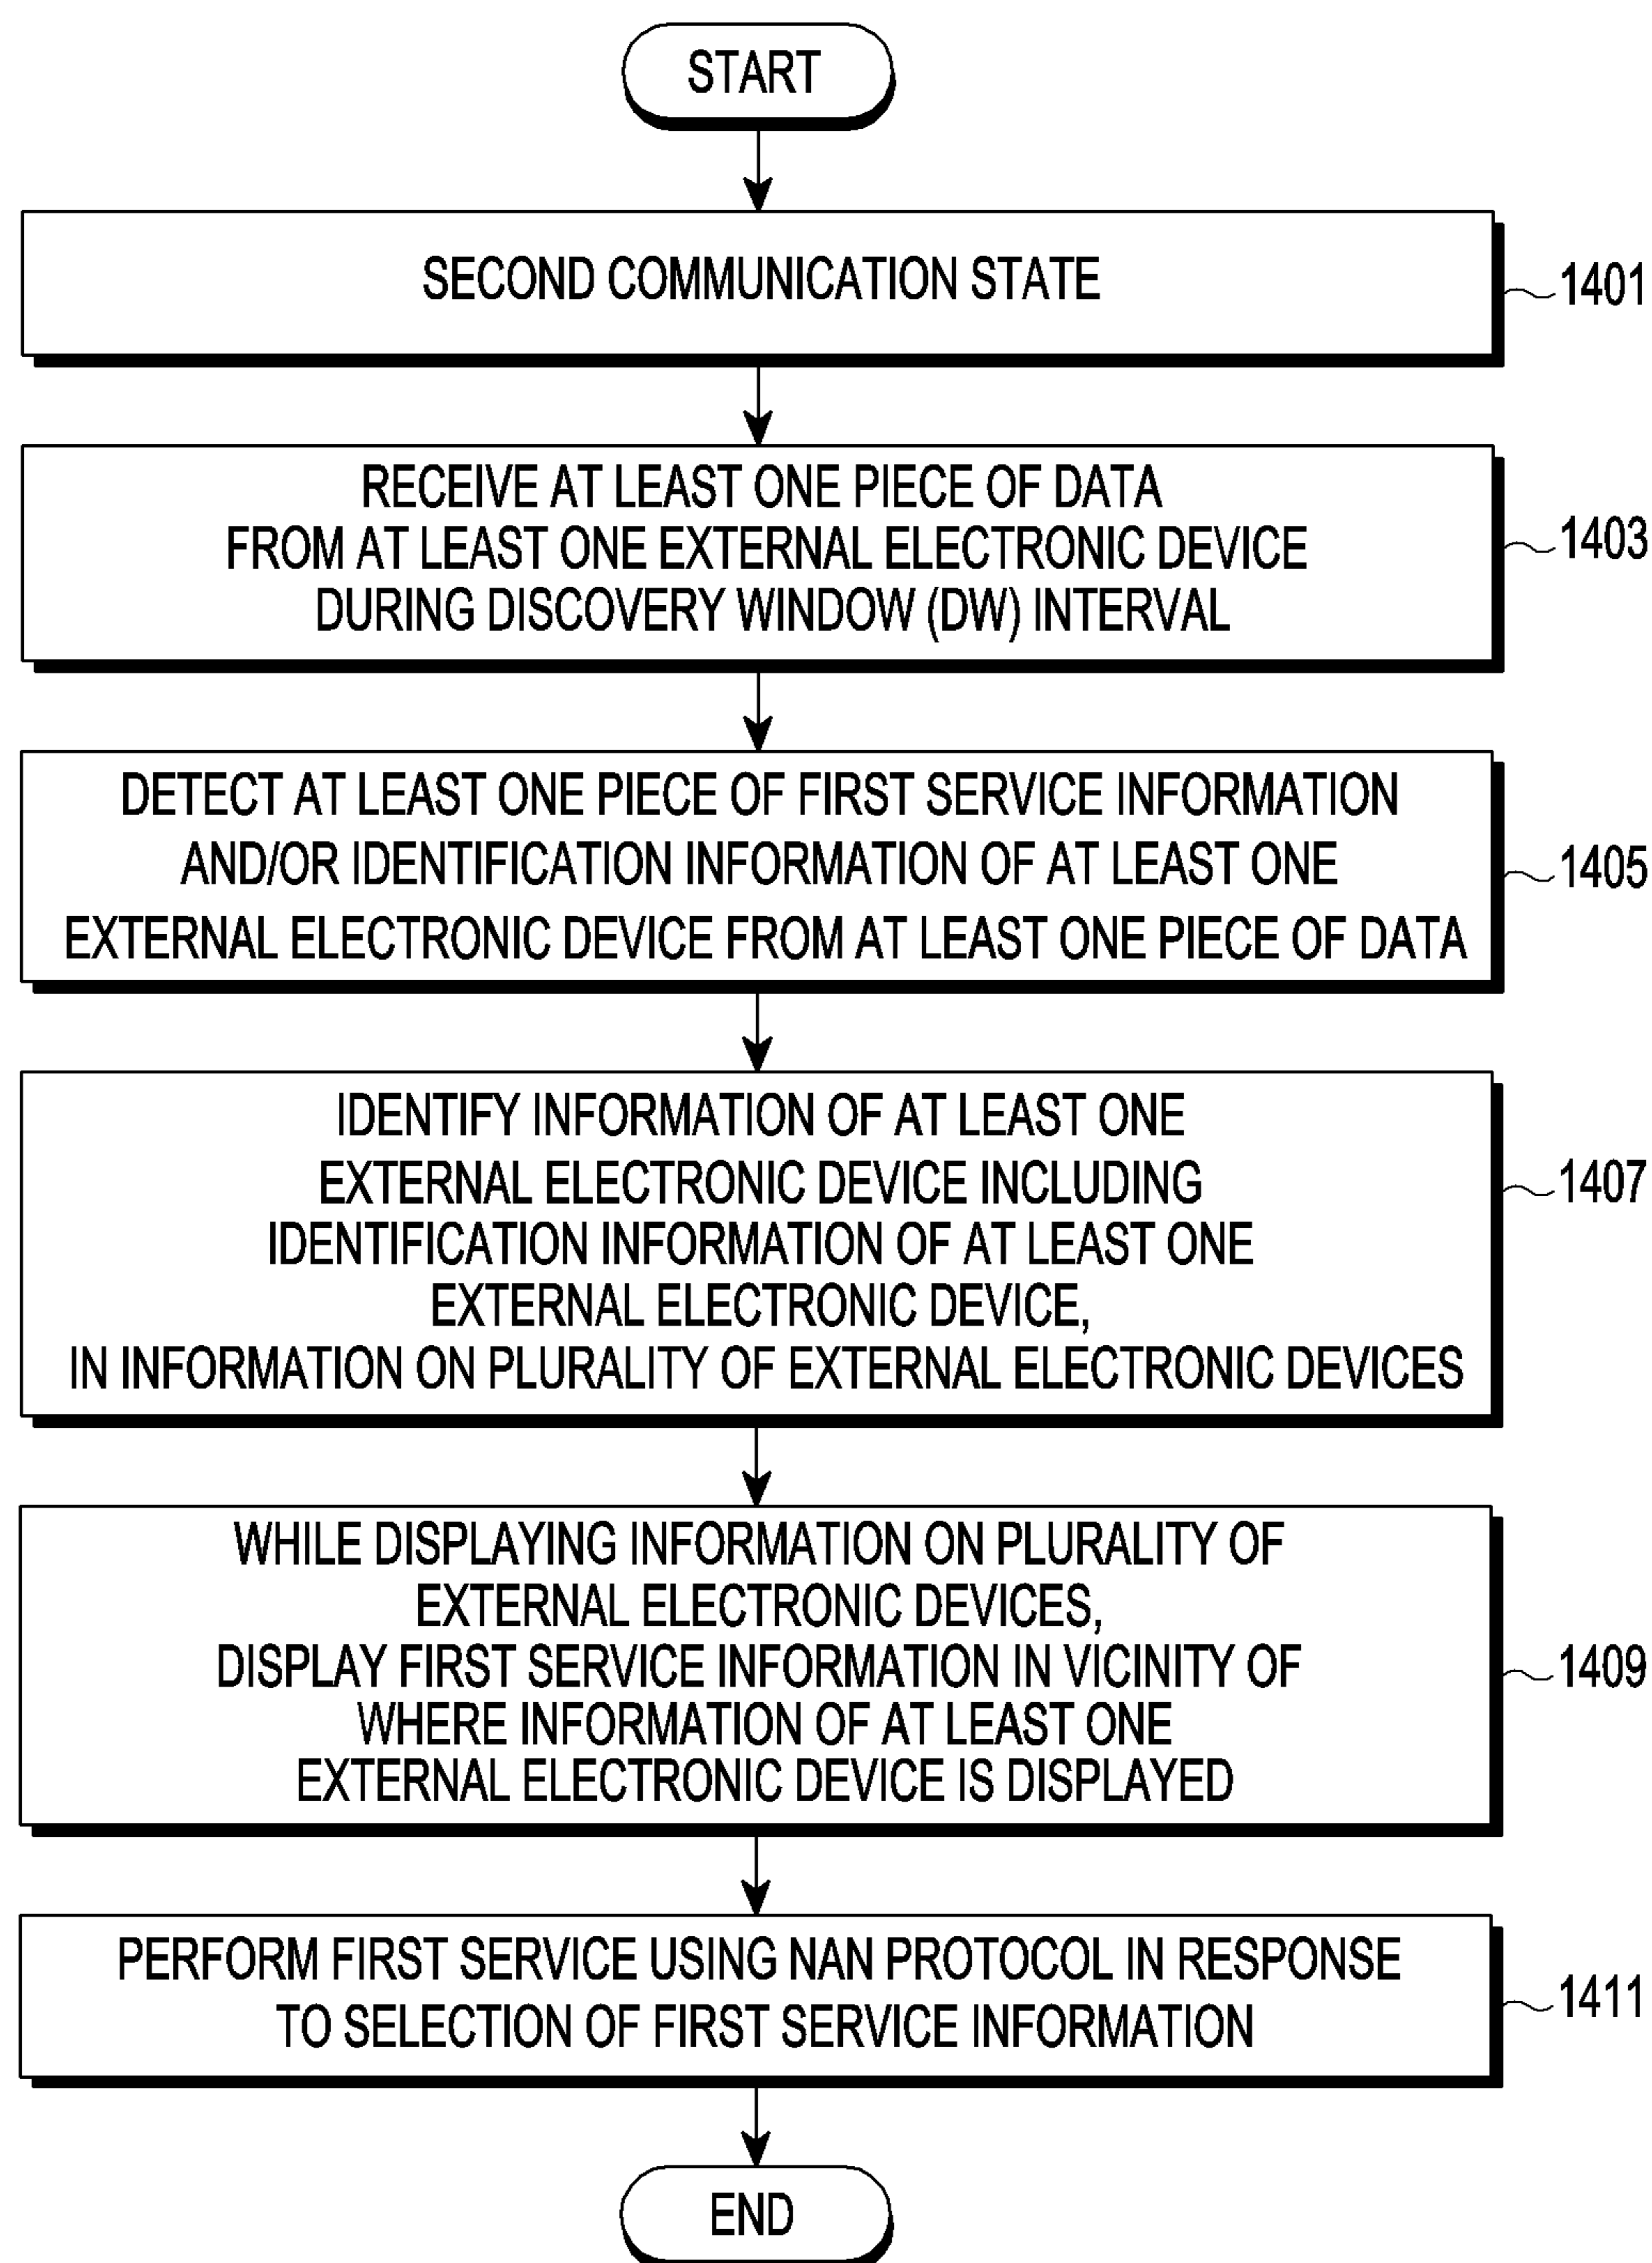 START
SECOND COMMUNICATION STATE
1401
RECEIVE AT LEAST ONE PIECE OF DATA
FROM AT LEAST ONE EXTERNAL ELECTRONIC DEVICE
DURING DISCOVERY WINDOW (DW) INTERVAL
1403
DETECT AT LEAST ONE PIECE OF FIRST SERVICE INFORMATION
AND/OR IDENTIFICATION INFORMATION OF AT LEAST ONE
EXTERNAL ELECTRONIC DEVICE FROM AT LEAST ONE PIECE OF DATA
1405
IDENTIFY INFORMATION OF AT LEAST ONE
EXTERNAL ELECTRONIC DEVICE INCLUDING
IDENTIFICATION INFORMATION OF AT LEAST ONE
EXTERNAL ELECTRONIC DEVICE,
IN INFORMATION ON PLURALITY OF EXTERNAL ELECTRONIC DEVICES
1407
WHILE DISPLAYING INFORMATION ON PLURALITY OF
EXTERNAL ELECTRONIC DEVICES,
DISPLAY FIRST SERVICE INFORMATION IN VICINITY OF
WHERE INFORMATION OF AT LEAST ONE
EXTERNAL ELECTRONIC DEVICE IS DISPLAYED
1409
PERFORM FIRST SERVICE USING NAN PROTOCOL IN RESPONSE
TO SELECTION OF FIRST SERVICE INFORMATION
1411
END